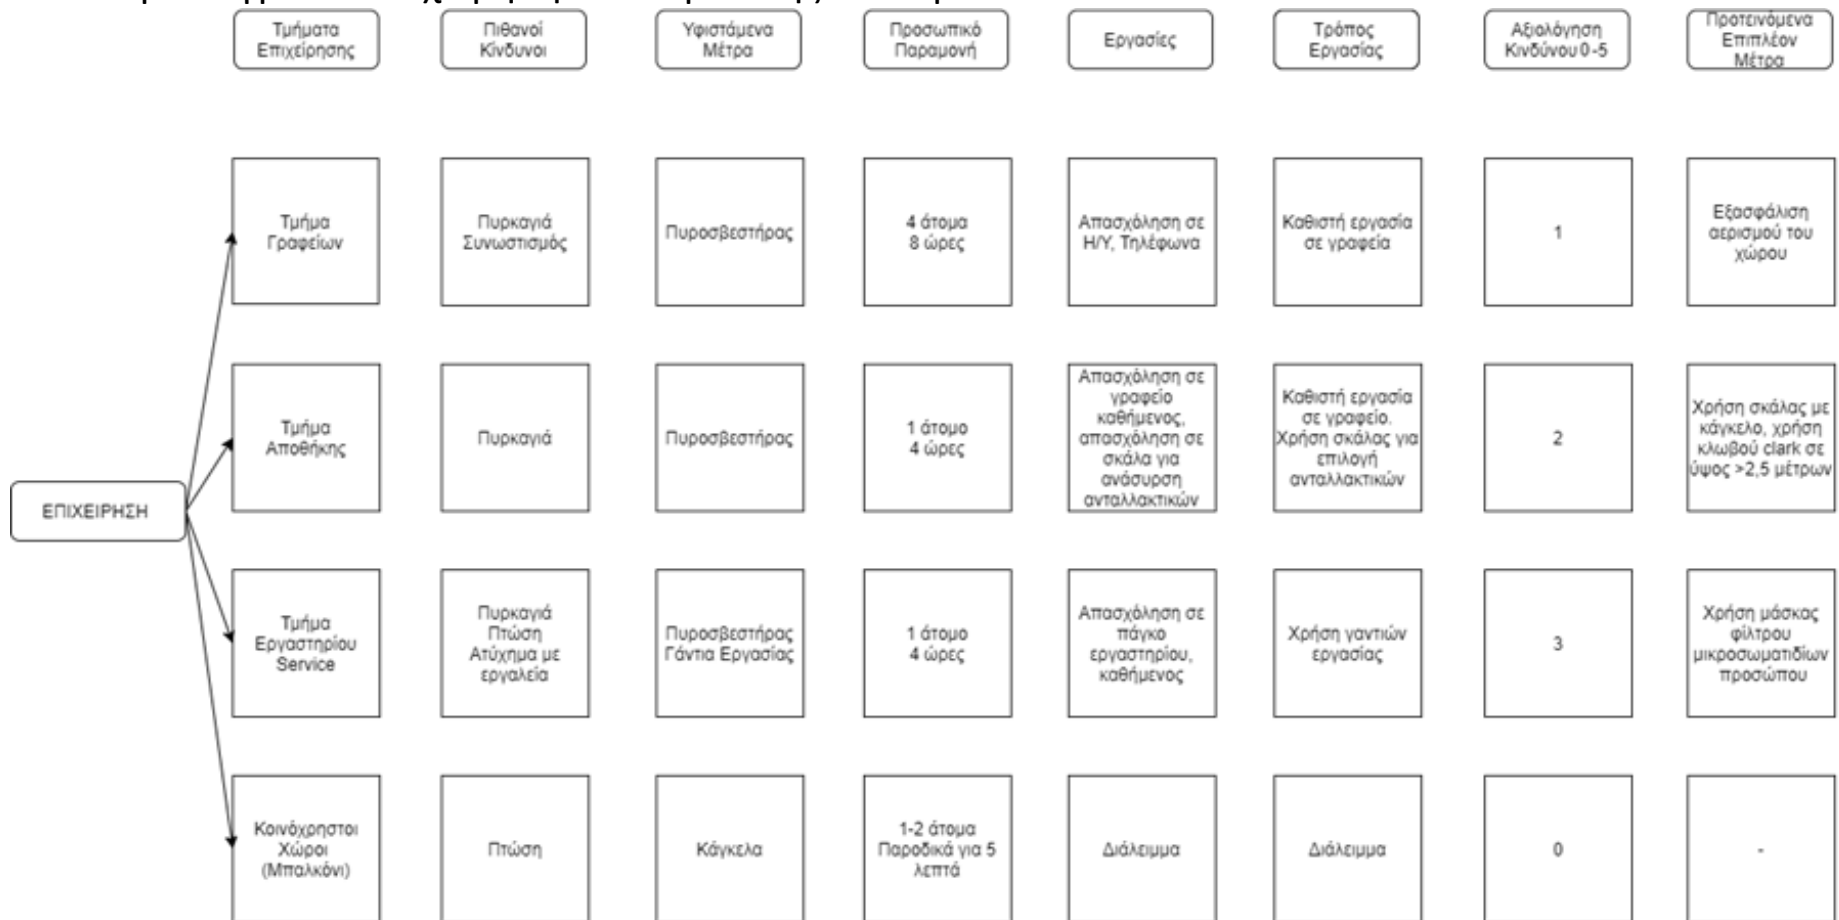 Τμήματα
Επιχείρησης
Πιθανοί
Κίνδυνοι
Υφιστάμενα
Μέτρα
Προσωπικό
Παραμονή
Εργασίες
Τρόπος
Εργασίας
Αξιολόγηση
Κινδύνου 0 -5
Προτεινόμενα
Επιπλέον
Μέτρα
ΕΠΙΧΕΙΡΗΣΗ
Τμήμα
Γραφείων
Πυρκαγιά
Συνωστισμός
Πυροσβεστήρας
4 άτομα
8 ώρες
Απασχόληση σε
Η/Υ, Τηλέφωνα
Καθιστή εργασία
σε γραφεία
1
Εξασφάλιση
αερισμού του
χώρου
Τμήμα
Αποθήκης
Πυρκαγιά
Πυροσβεστήρας
1 άτομο
4 ώρες
Απασχόληση σε
γραφείο
καθήμενος,
απασχόληση σε
σκάλα για
ανάσυρση
ανταλλακτικών
Καθιστή εργασία
σε γραφείο.
Χρήση σκάλας για
επιλογή
ανταλλακτικών
2
Χρήση σκάλας με
κάγκελο, χρήση
κλωβού clark σε
ύψος >2,5 μέτρων
Τμήμα
Εργαστηρίου
Service
Πυρκαγιά
Πτώση
Ατύχημα με
εργαλεία
Πυροσβεστήρας
Γάντια Εργασίας
1 άτομο
4 ώρες
Απασχόληση σε
πάγκο
εργαστηρίου,
καθήμενος
Χρήση γαντιών
εργασίας
3
Χρήση μάσκας
φίλτρου
μικροσωματιδίων
προσώπου
Κοινόχρηστοι
Χώροι
(Μπαλκόνι)
Πτώση
Κάγκελα
1-2 άτομα
Παροδικά για 5
λεπτά
Διάλειμμα
Διάλειμμα
0
-